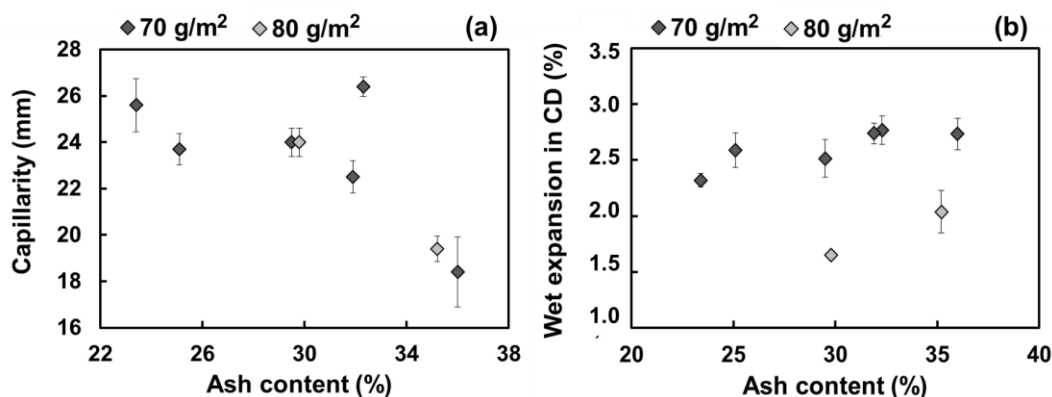 70 g/m² 80 g/m² (a)
Capillarity (mm)
28
26
24
22
20
18
16
22 26 30 34 38
Ash content (%)
70 g/m² 80 g/m² (b)
Wet expansion in CD (%)
3.5
3.0
2.5
2.0
1.5
1.0
20 25 30 35 40
Ash content (%)